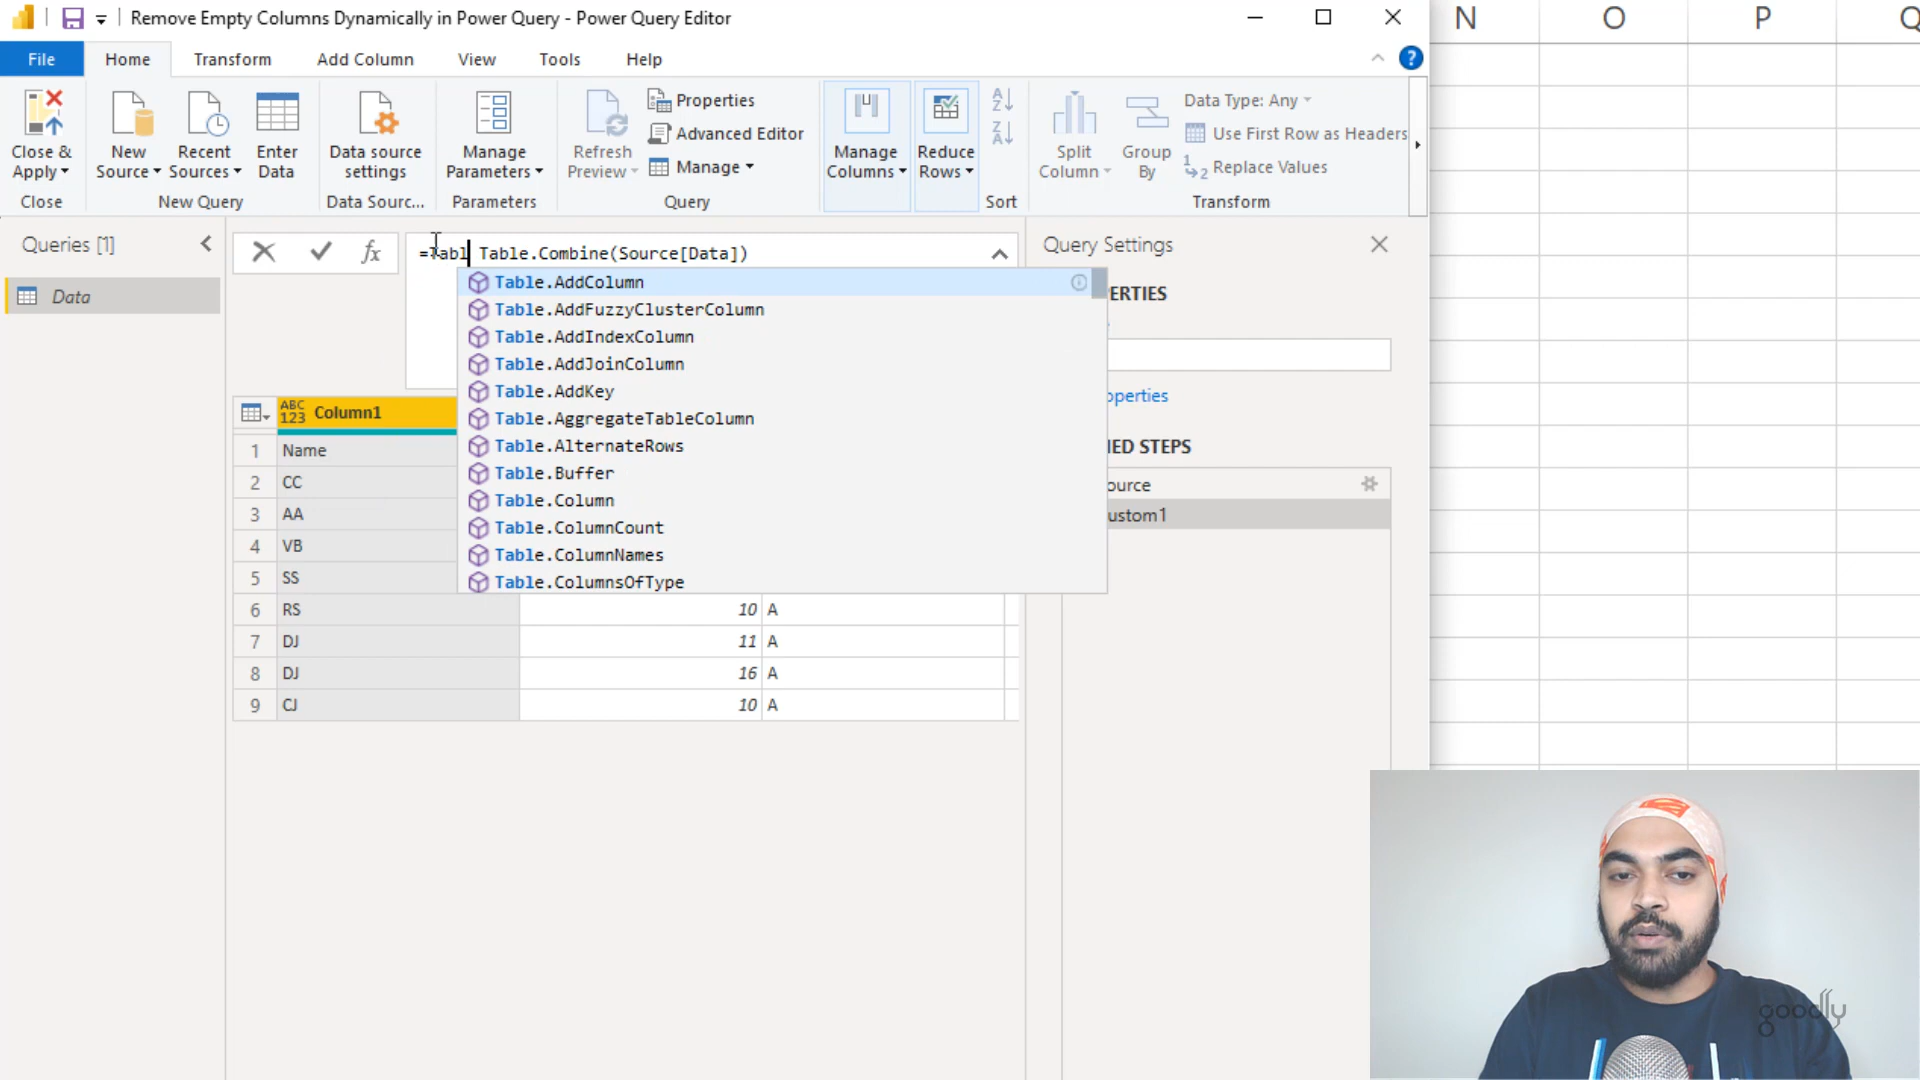 Remove Empty Columns Dynamically in Power Query - Power Query Editor
N O P
File Home Transform Add Column View Tools Help
Close & Apply
New Source
Recent Sources
Enter Data
Data source settings
Manage Parameters
Refresh Preview
Properties
Advanced Editor
Manage
Manage Columns
Reduce Rows
Split Column
Group By
Data Type: Any
Use First Row as Headers
Replace Values
Close
New Query
Data Sourc...
Parameters
Query
Sort
Transform
Queries [1]
Data
=Tabl Table.Combine(Source[Data])
Table.AddColumn
Table.AddFuzzyClusterColumn
Table.AddIndexColumn
Table.AddJoinColumn
Table.AddKey
Table.AggregateTableColumn
Table.AlternateRows
Table.Buffer
Table.Column
Table.ColumnCount
Table.ColumnNames
Table.ColumnsOfType
ABC 123 Column1
1 Name
2 CC
3 AA
4 VB
5 SS
6 RS 10 A
7 DJ 11 A
8 DJ 16 A
9 CJ 10 A
Query Settings
ERTIES
operties
ED STEPS
ource
ustom1
goodly